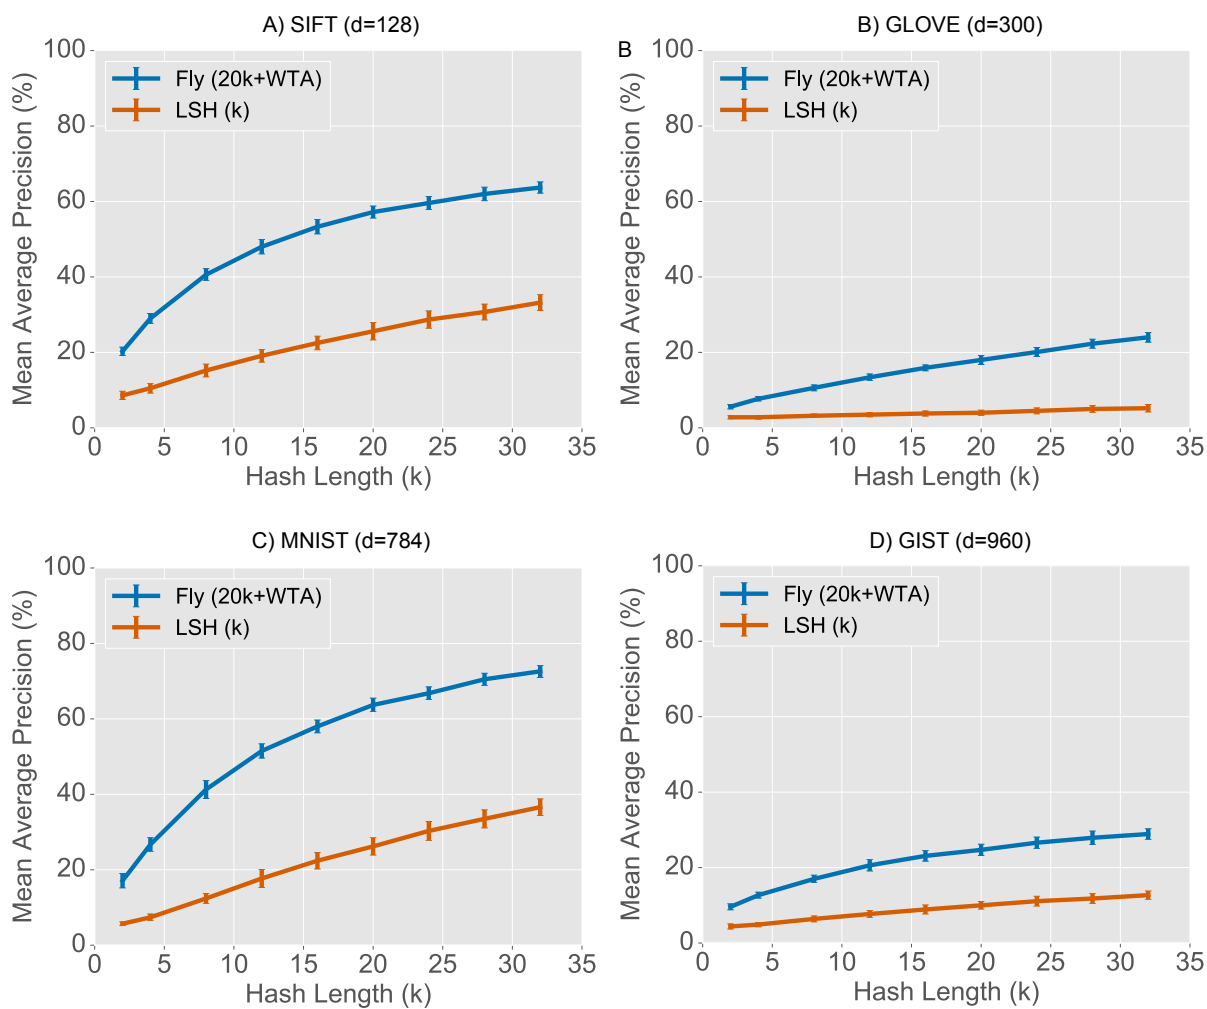 A) SIFT (d=128)
100
80
60
40
20
0
Mean Average Precision (%)
Fly (20k+WTA)
LSH (k)
0 5 10 15 20 25 30 35
Hash Length (k)
B
B) GLOVE (d=300)
100
80
60
40
20
0
Mean Average Precision (%)
Fly (20k+WTA)
LSH (k)
0 5 10 15 20 25 30 35
Hash Length (k)
C) MNIST (d=784)
100
80
60
40
20
0
Mean Average Precision (%)
Fly (20k+WTA)
LSH (k)
0 5 10 15 20 25 30 35
Hash Length (k)
D) GIST (d=960)
100
80
60
40
20
0
Mean Average Precision (%)
Fly (20k+WTA)
LSH (k)
0 5 10 15 20 25 30 35
Hash Length (k)